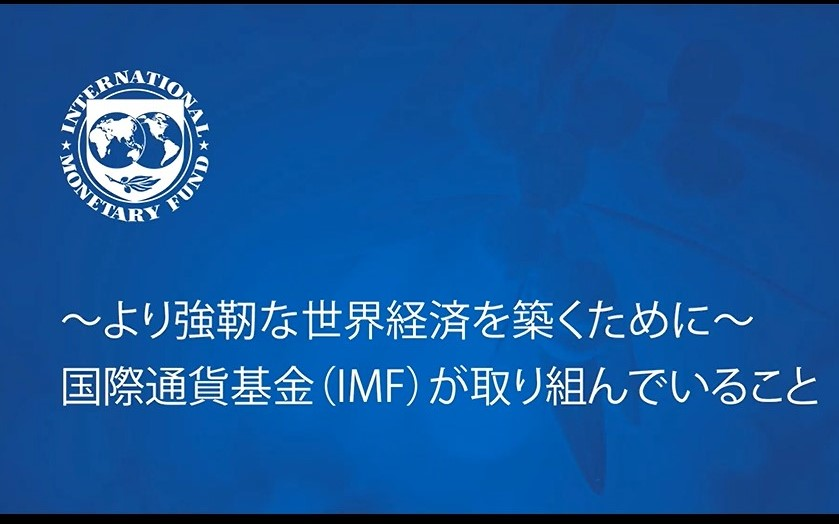 INTERNATIONAL
MONETARY FUND
～より強靭な世界経済を築くために～
国際通貨基金（IMF）が取り組んでいること